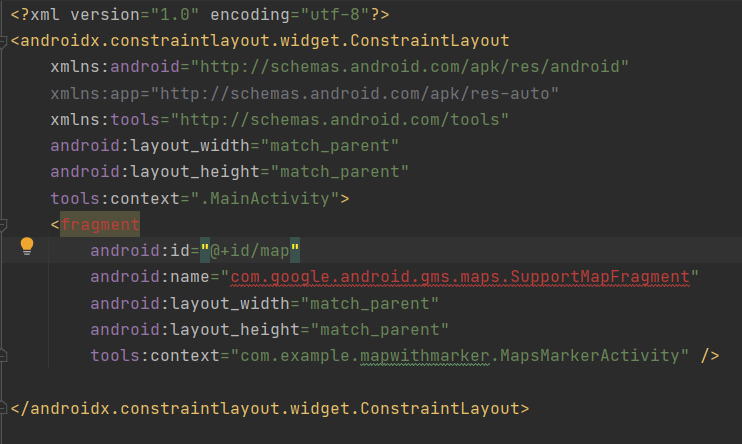 <?xml version="1.0" encoding="utf-8"?>
<androidx.constraintlayout.widget.ConstraintLayout
    xmlns:android="http://schemas.android.com/apk/res/android"
    xmlns:app="http://schemas.android.com/apk/res-auto"
    xmlns:tools="http://schemas.android.com/tools"
    android:layout_width="match_parent"
    android:layout_height="match_parent"
    tools:context=".MainActivity">
    <fragment
        android:id="@+id/map"
        android:name="com.google.android.gms.maps.SupportMapFragment"
        android:layout_width="match_parent"
        android:layout_height="match_parent"
        tools:context="com.example.mapwithmarker.MapsMarkerActivity" />
</androidx.constraintlayout.widget.ConstraintLayout>